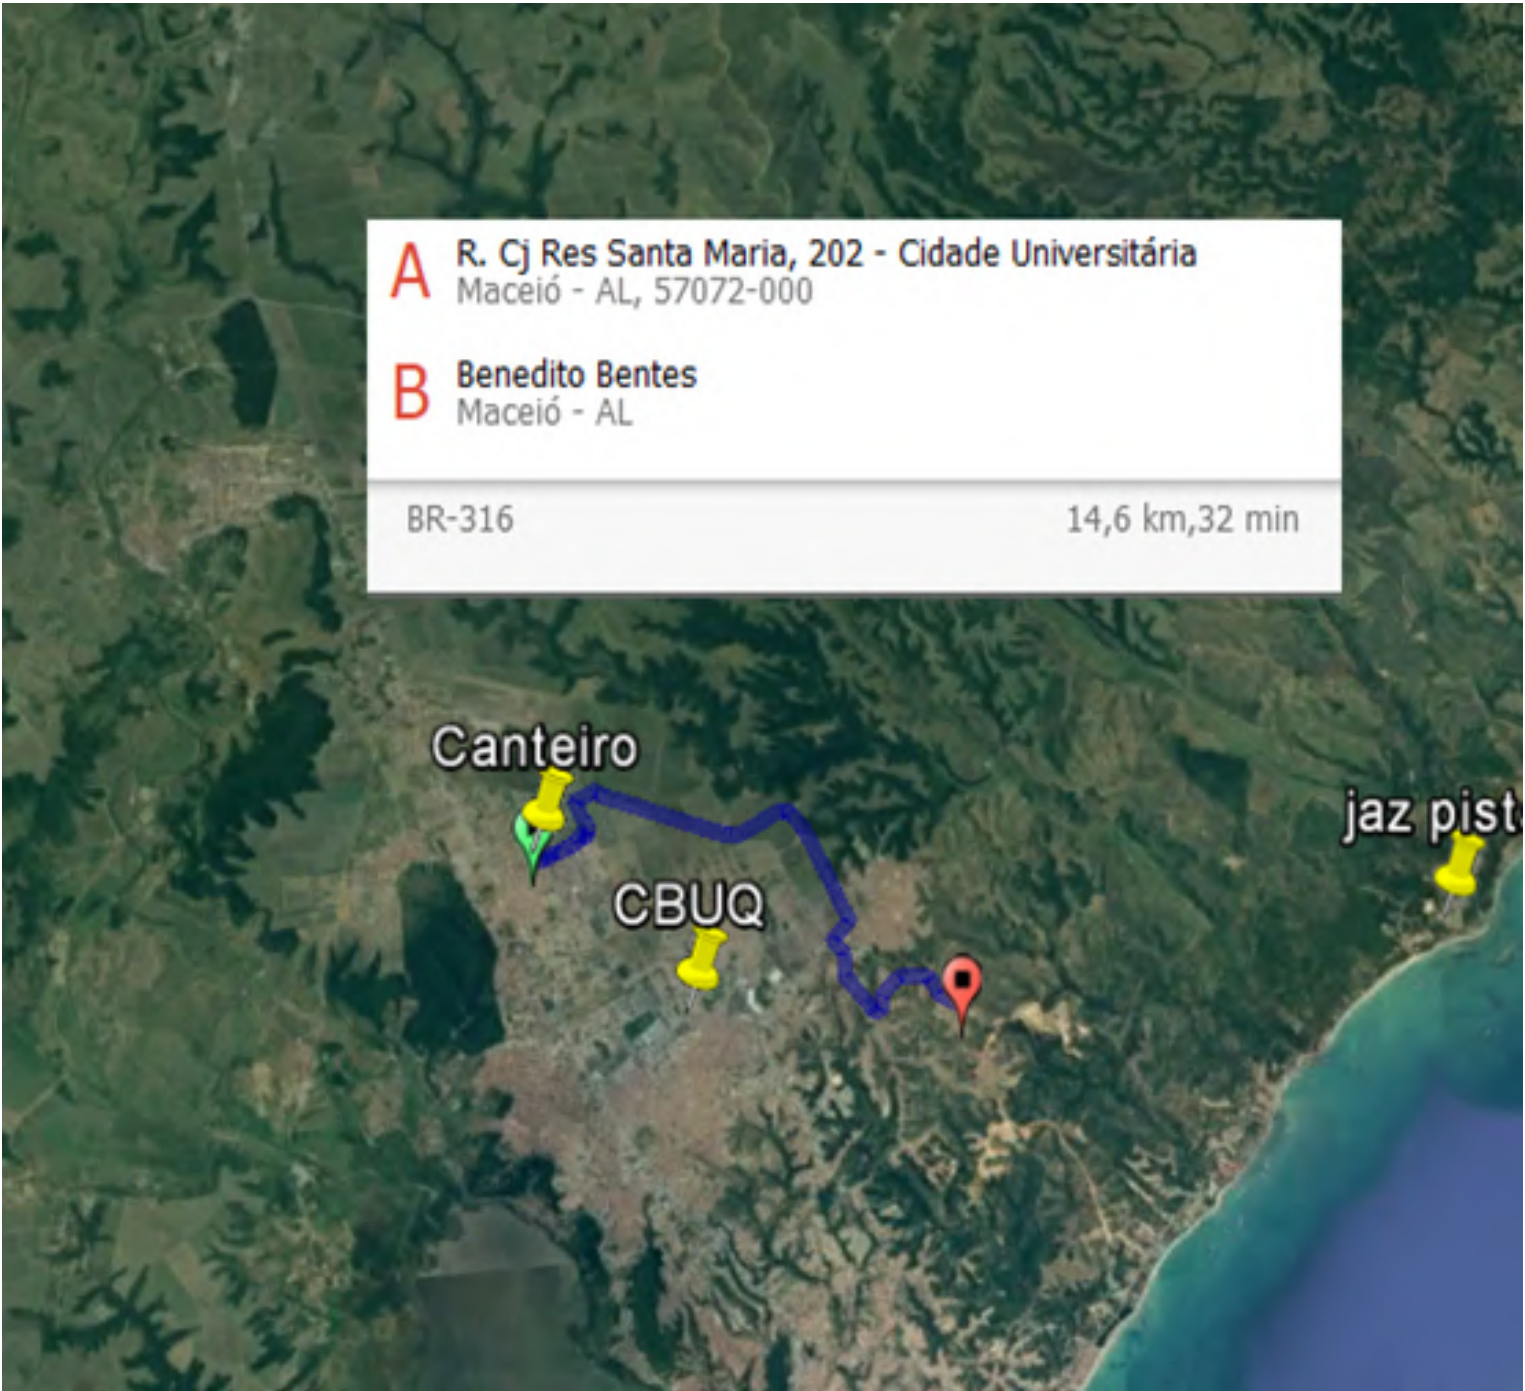 A R. Cj Res Santa Maria, 202 - Cidade Universitária
Maceió - AL, 57072-000
B Benedito Bentes
Maceió - AL
BR-316 14,6 km,32 min
Canteiro
jaz pist
CBUQ